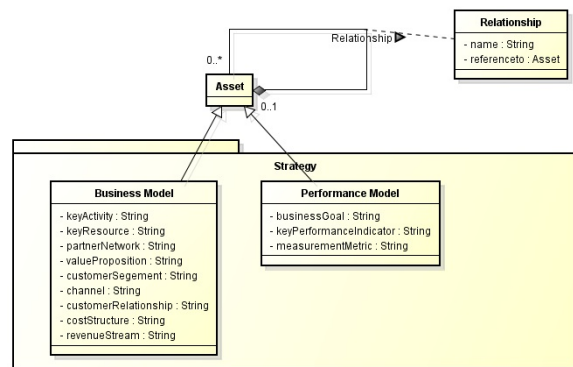 Relationship
- name : String
- referenceto : Asset
Relationship
0..*
Asset
0..1
Strategy
Business Model
- keyActivity : String
- keyResource : String
- partnerNetwork : String
- valueProposition : String
- customerSegement : String
- channel : String
- customerRelationship : String
- costStructure : String
- revenueStream : String
Performance Model
- businessGoal : String
- keyPerformanceIndicator : String
- measurementMetric : String